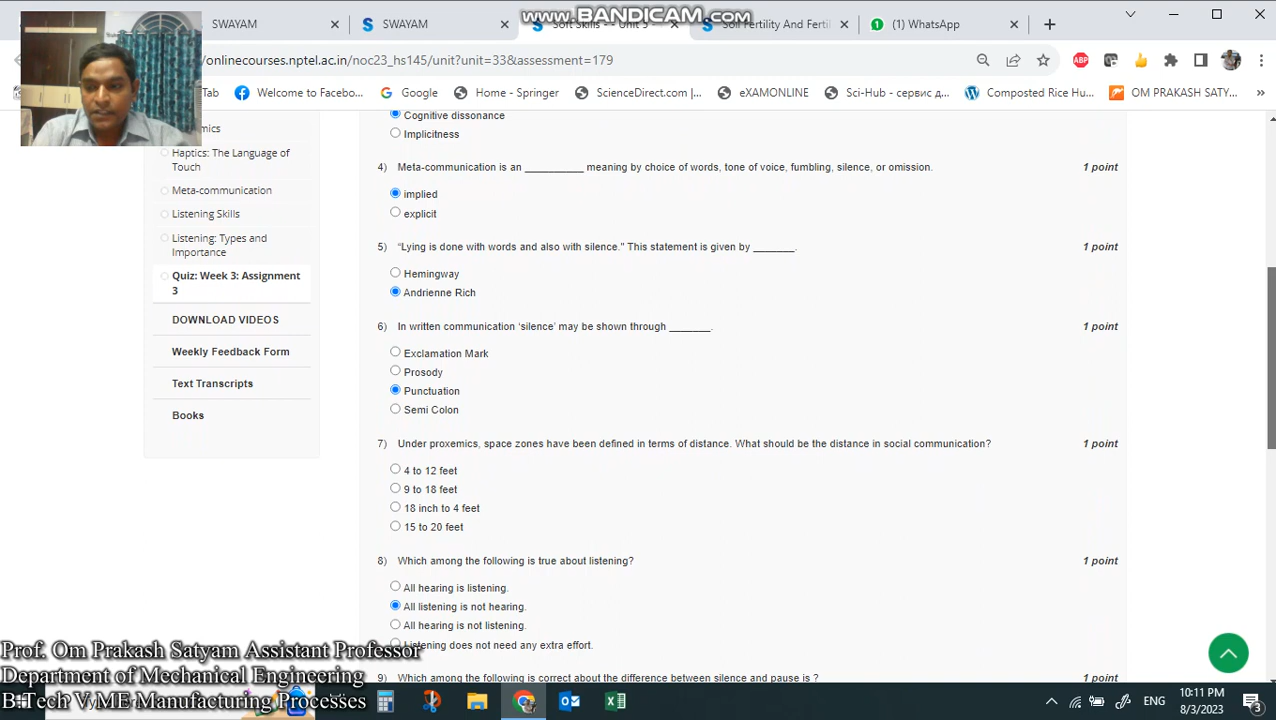 www.BANDICAM.com
SWAYAM
SWAYAM
Soft Skills - - Unit 5 -
Soil Fertility And Ferti
(1) WhatsApp
onlinecourses.nptel.ac.in/noc23_hs145/unit?unit=33&assessment=179
Tab
Welcome to Facebo...
Google
Home - Springer
ScienceDirect.com |...
eXAMONLINE
Sci-Hub - сервис д...
Composted Rice Hu...
OM PRAKASH SATY...
»
Haptics: The Language of
Touch
Meta-communication
Listening Skills
Listening: Types and
Importance
Quiz: Week 3: Assignment
3
DOWNLOAD VIDEOS
Weekly Feedback Form
Text Transcripts
Books
Cognitive dissonance
Implicitness
4) Meta-communication is an __________ meaning by choice of words, tone of voice, fumbling, silence, or omission. 1 point
implied
explicit
5) “Lying is done with words and also with silence.” This statement is given by _______. 1 point
Hemingway
Andrienne Rich
6) In written communication ‘silence’ may be shown through _______. 1 point
Exclamation Mark
Prosody
Punctuation
Semi Colon
7) Under proxemics, space zones have been defined in terms of distance. What should be the distance in social communication? 1 point
4 to 12 feet
9 to 18 feet
18 inch to 4 feet
15 to 20 feet
8) Which among the following is true about listening? 1 point
All hearing is listening.
All listening is not hearing.
All hearing is not listening.
Listening does not need any extra effort.
9) Which among the following is correct about the difference between silence and pause is ? 1 point
Prof. Om Prakash Satyam Assistant Professor
Department of Mechanical Engineering
B.Tech V ME Manufacturing Processes
ENG
10:11 PM
8/3/2023
3